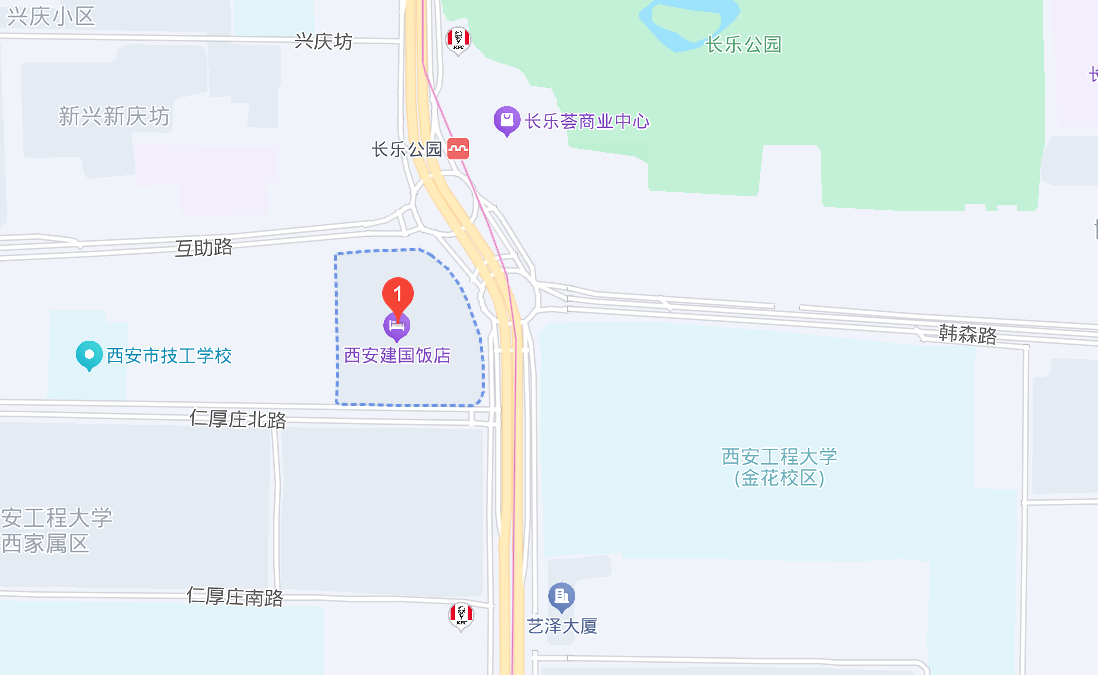 兴庆小区
兴庆坊
KFC
长乐公园
新兴新庆坊
长乐荟商业中心
长乐公园
互助路
1
西安建国饭店
西安市技工学校
韩森路
仁厚庄北路
西安工程大学
(金花校区)
安工程大学
西家属区
仁厚庄南路
KFC
艺泽大厦